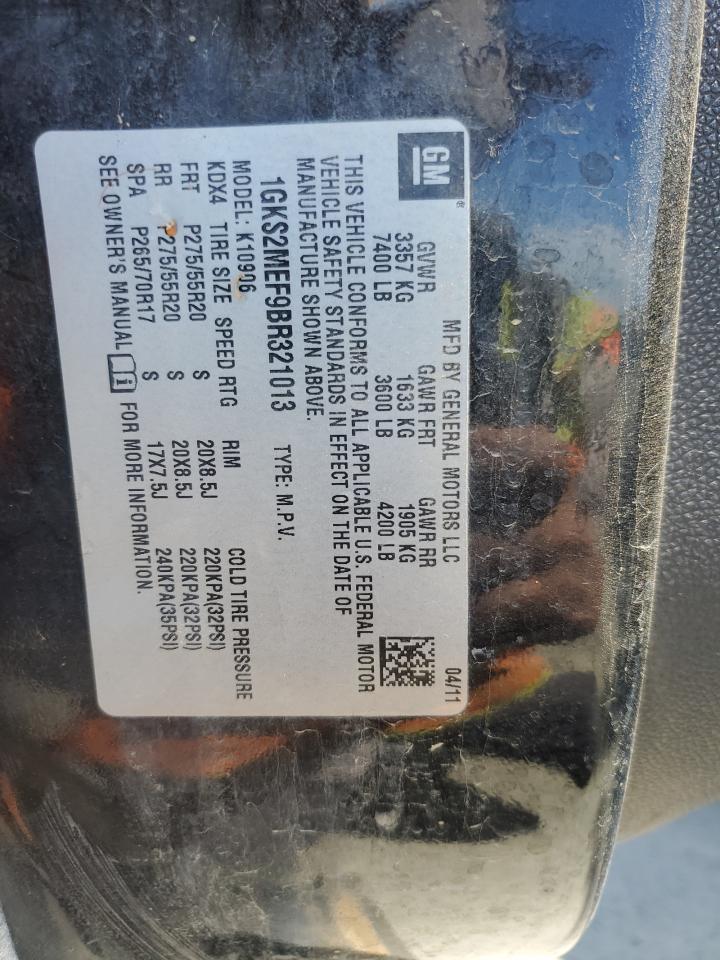 GM®
MFD BY GENERAL MOTORS LLC 04/11
GVWR GAWR FRT GAWR RR
3357 KG 1633 KG 1905 KG
7400 LB 3600 LB 4200 LB
THIS VEHICLE CONFORMS TO ALL APPLICABLE U.S. FEDERAL MOTOR
VEHICLE SAFETY STANDARDS IN EFFECT ON THE DATE OF
MANUFACTURE SHOWN ABOVE.
1GKS2MEF9BR321013 TYPE: M.P.V.
MODEL: K10906
KDX4 TIRE SIZE SPEED RTG RIM COLD TIRE PRESSURE
FRT P275/55R20 S 20X8.5J 220KPA(32PSI)
RR P275/55R20 S 20X8.5J 220KPA(32PSI)
SPA P265/70R17 S 17X7.5J 240KPA(35PSI)
SEE OWNER'S MANUAL i FOR MORE INFORMATION.